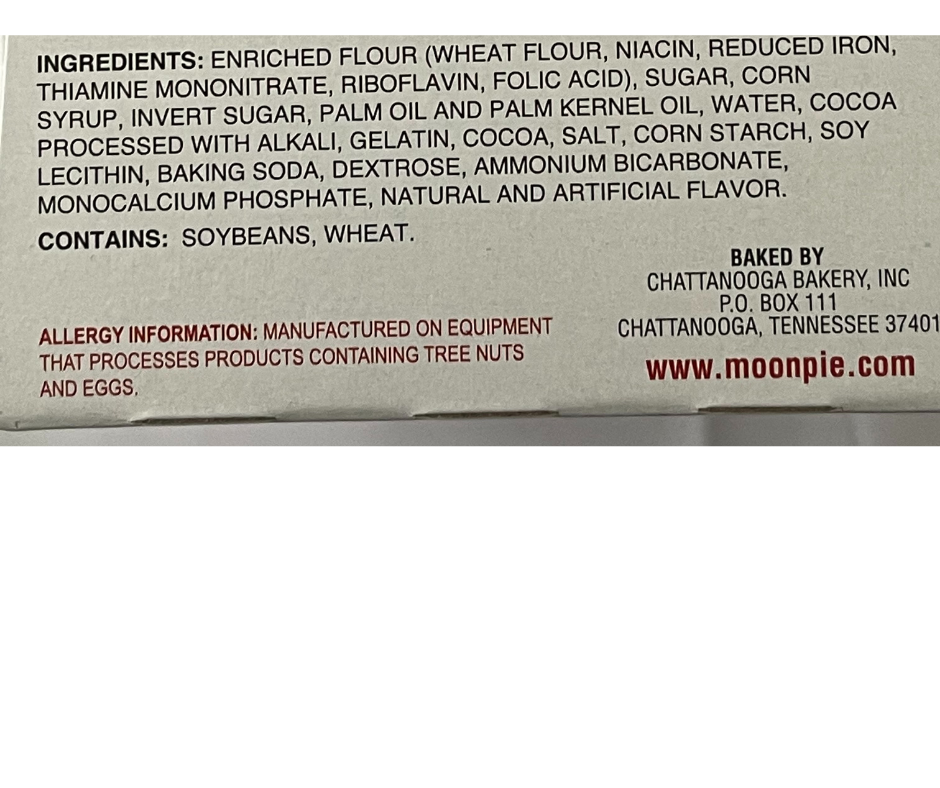 INGREDIENTS: ENRICHED FLOUR (WHEAT FLOUR, NIACIN, REDUCED IRON,
THIAMINE MONONITRATE, RIBOFLAVIN, FOLIC ACID), SUGAR, CORN
SYRUP, INVERT SUGAR, PALM OIL AND PALM KERNEL OIL, WATER, COCOA
PROCESSED WITH ALKALI, GELATIN, COCOA, SALT, CORN STARCH, SOY
LECITHIN, BAKING SODA, DEXTROSE, AMMONIUM BICARBONATE,
MONOCALCIUM PHOSPHATE, NATURAL AND ARTIFICIAL FLAVOR.
CONTAINS: SOYBEANS, WHEAT.
ALLERGY INFORMATION: MANUFACTURED ON EQUIPMENT
THAT PROCESSES PRODUCTS CONTAINING TREE NUTS
AND EGGS.
BAKED BY
CHATTANOOGA BAKERY, INC
P.O. BOX 111
CHATTANOOGA, TENNESSEE 37401
www.moonpie.com